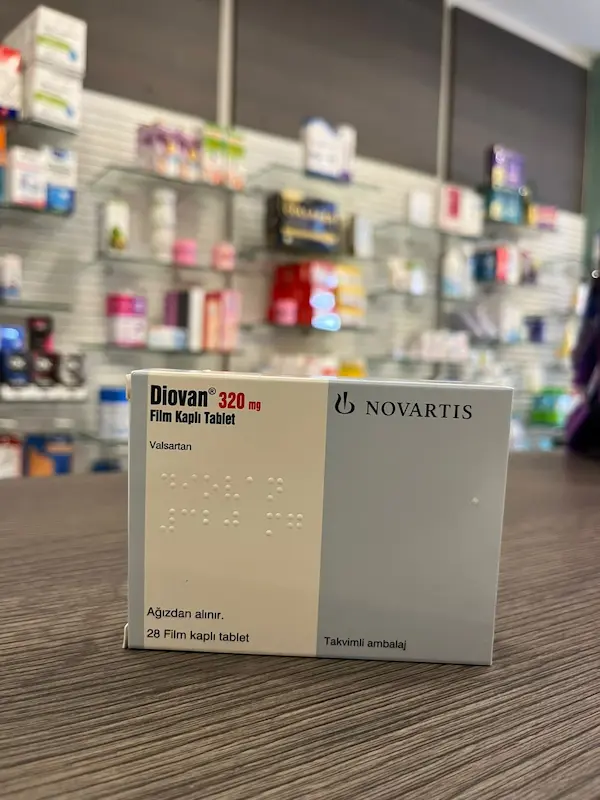 Diovan® 320 mg
Film Kaplı Tablet
Valsartan
Ağızdan alınır.
28 Film kaplı tablet
NOVARTIS
Takvimli ambalaj